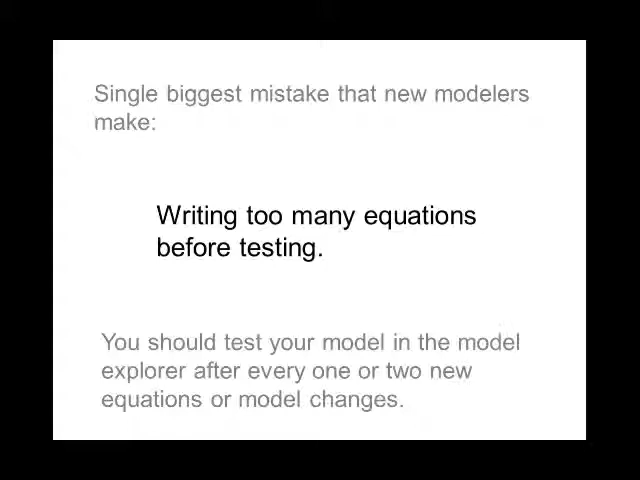 Single biggest mistake that new modelers
make:
Writing too many equations
before testing.
You should test your model in the model
explorer after every one or two new
equations or model changes.